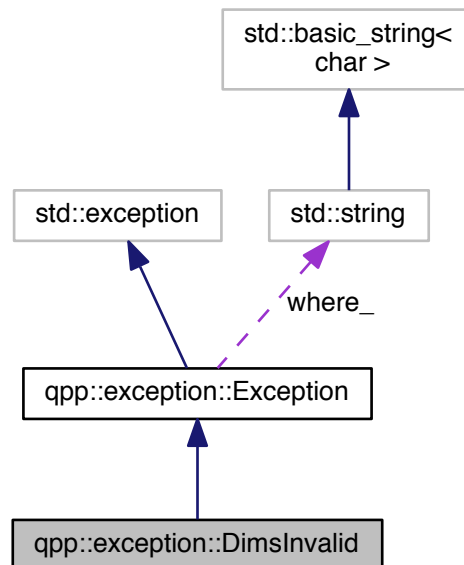 std::basic_string<
char >
std::exception
std::string
where_
qpp::exception::Exception
qpp::exception::DimsInvalid